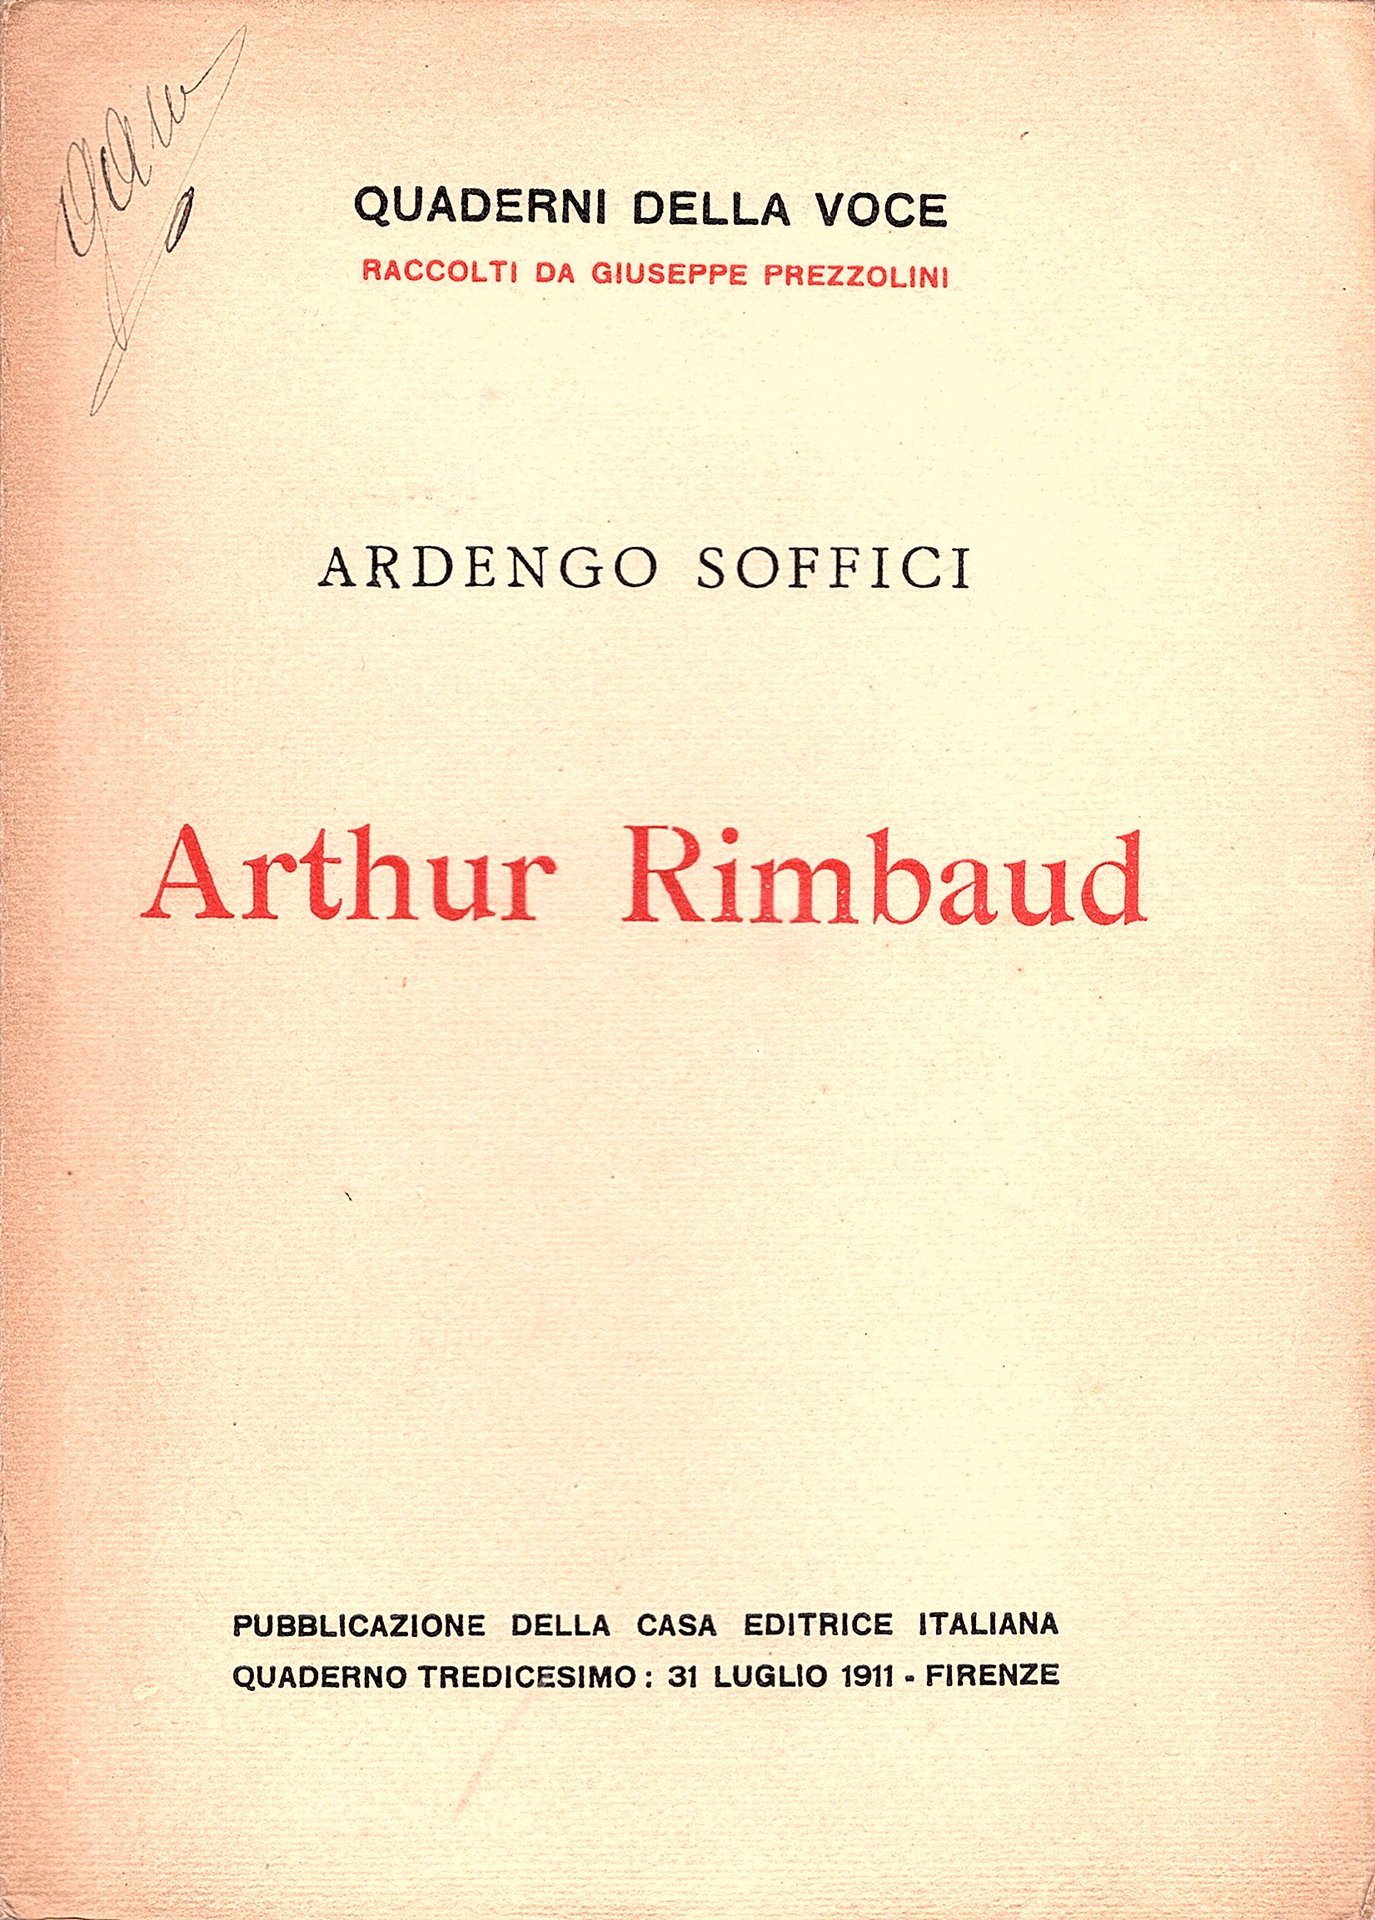 QUADERNI DELLA VOCE
RACCOLTI DA GIUSEPPE PREZZOLINI
ARDENGO SOFFICI
Arthur Rimbaud
PUBBLICAZIONE DELLA CASA EDITRICE ITALIANA
QUADERNO TREDICESIMO: 31 LUGLIO 1911 - FIRENZE